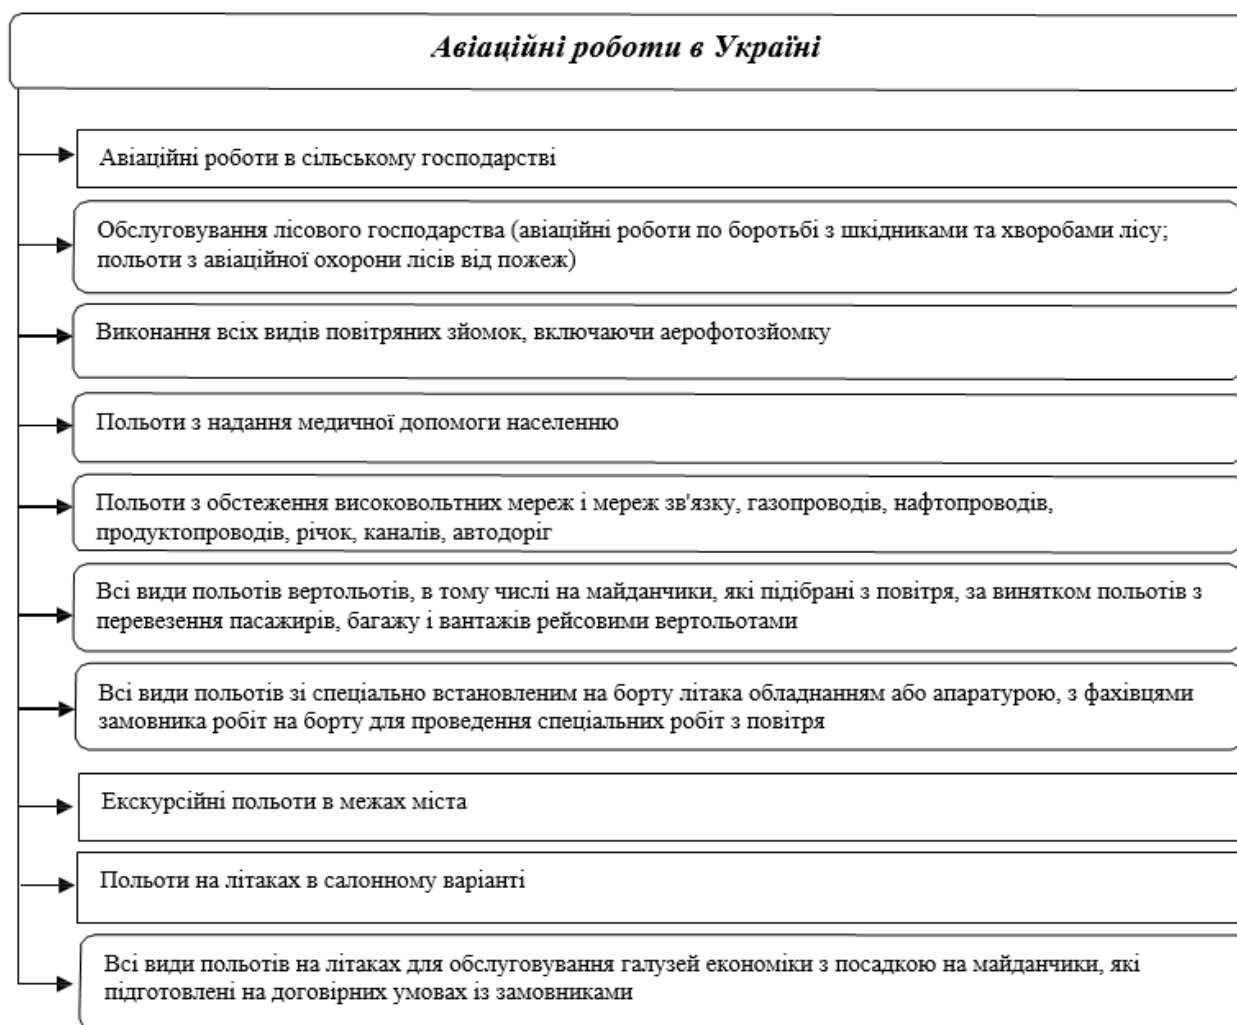 Авіаційні роботи в Україні
Авіаційні роботи в сільському господарстві
Обслуговування лісового господарства (авіаційні роботи по боротьбі з шкідниками та хворобами лісу;
польоти з авіаційної охорони лісів від пожеж)
Виконання всіх видів повітряних зйомок, включаючи аерофотозйомку
Польоти з надання медичної допомоги населенню
Польоти з обстеження високовольтних мереж і мереж зв'язку, газопроводів, нафтопроводів,
продуктопроводів, річок, каналів, автодоріг
Всі види польотів вертольотів, в тому числі на майданчики, які підібрані з повітря, за винятком польотів з
перевезення пасажирів, багажу і вантажів рейсовими вертольотами
Всі види польотів зі спеціально встановленим на борту літака обладнанням або апаратурою, з фахівцями
замовника робіт на борту для проведення спеціальних робіт з повітря
Екскурсійні польоти в межах міста
Польоти на літаках в салонному варіанті
Всі види польотів на літаках для обслуговування галузей економіки з посадкою на майданчики, які
підготовлені на договірних умовах із замовниками